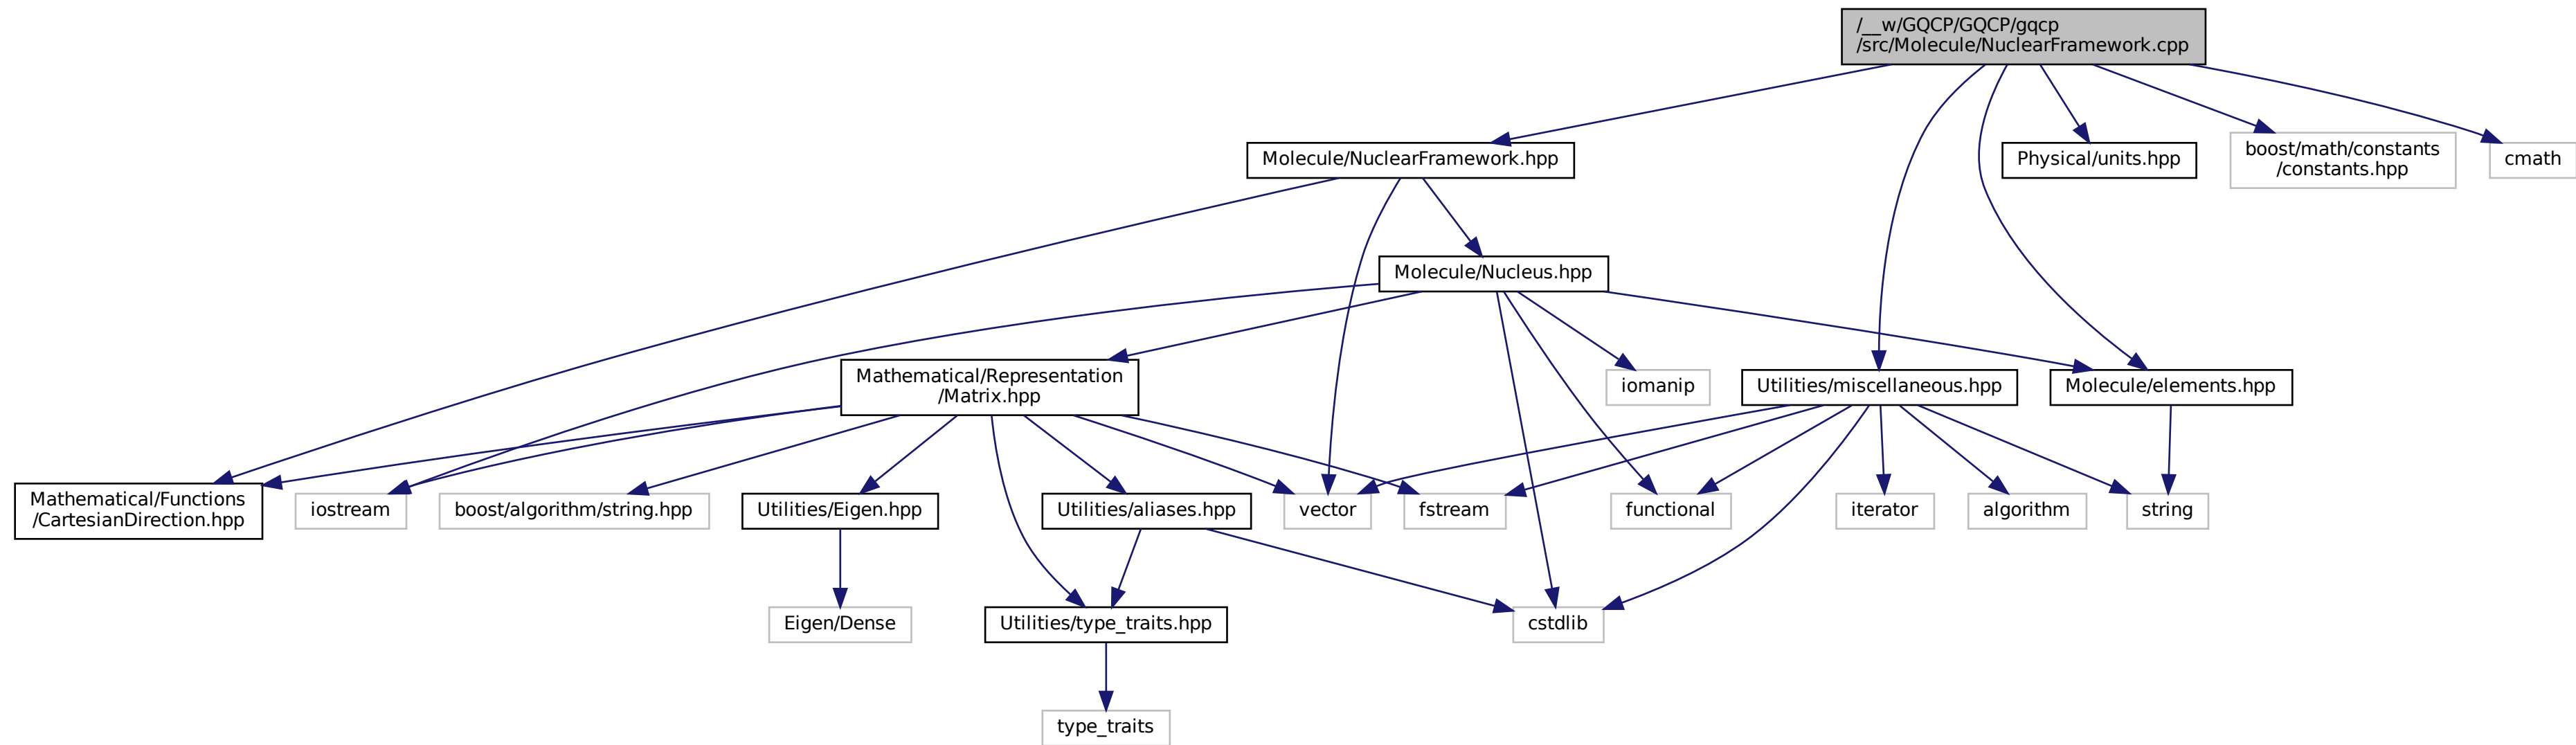 /__w/GQCP/GQCP/gqcp
/src/Molecule/NuclearFramework.cpp
Molecule/NuclearFramework.hpp
Physical/units.hpp
boost/math/constants
/constants.hpp
cmath
Molecule/Nucleus.hpp
Mathematical/Representation
/Matrix.hpp
iomanip
Utilities/miscellaneous.hpp
Molecule/elements.hpp
Mathematical/Functions
/CartesianDirection.hpp
iostream
boost/algorithm/string.hpp
Utilities/Eigen.hpp
Utilities/aliases.hpp
vector
fstream
functional
iterator
algorithm
string
Eigen/Dense
Utilities/type_traits.hpp
cstdlib
type_traits